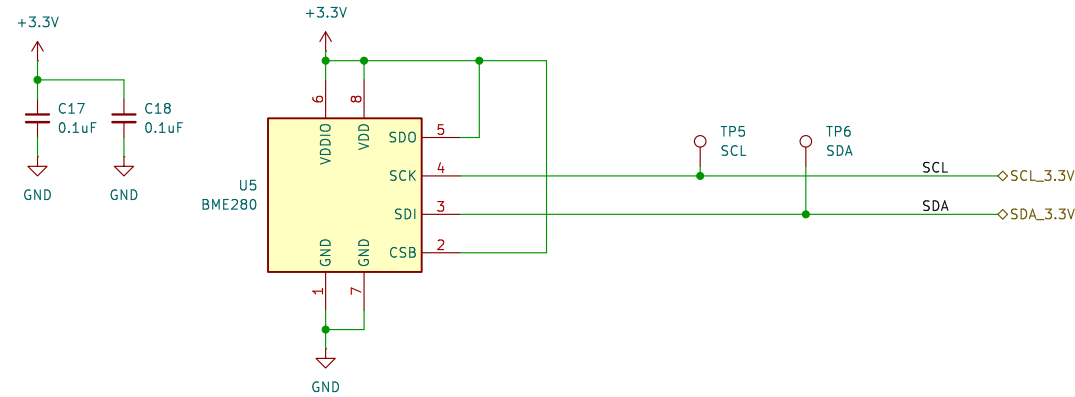 +3.3V
C17
0.1uF
C18
0.1uF
GND
GND
+3.3V
6
8
VDDIO
VDD
U5
BME280
SDO
5
SCK
4
SDI
3
CSB
2
GND
GND
1
7
GND
TP5
SCL
TP6
SDA
SCL
SCL_3.3V
SDA
SDA_3.3V